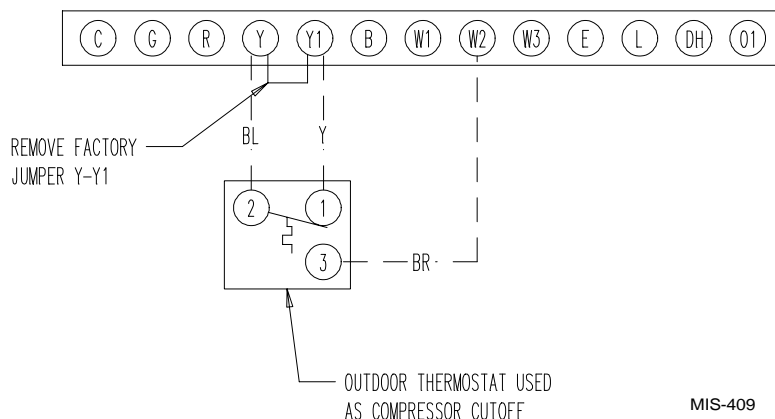 C G R Y Y1 B W1 W2 W3 E L DH O1
REMOVE FACTORY
JUMPER Y-Y1
BL Y
2 1
3 BR
OUTDOOR THERMOSTAT USED
AS COMPRESSOR CUTOFF
MIS-409